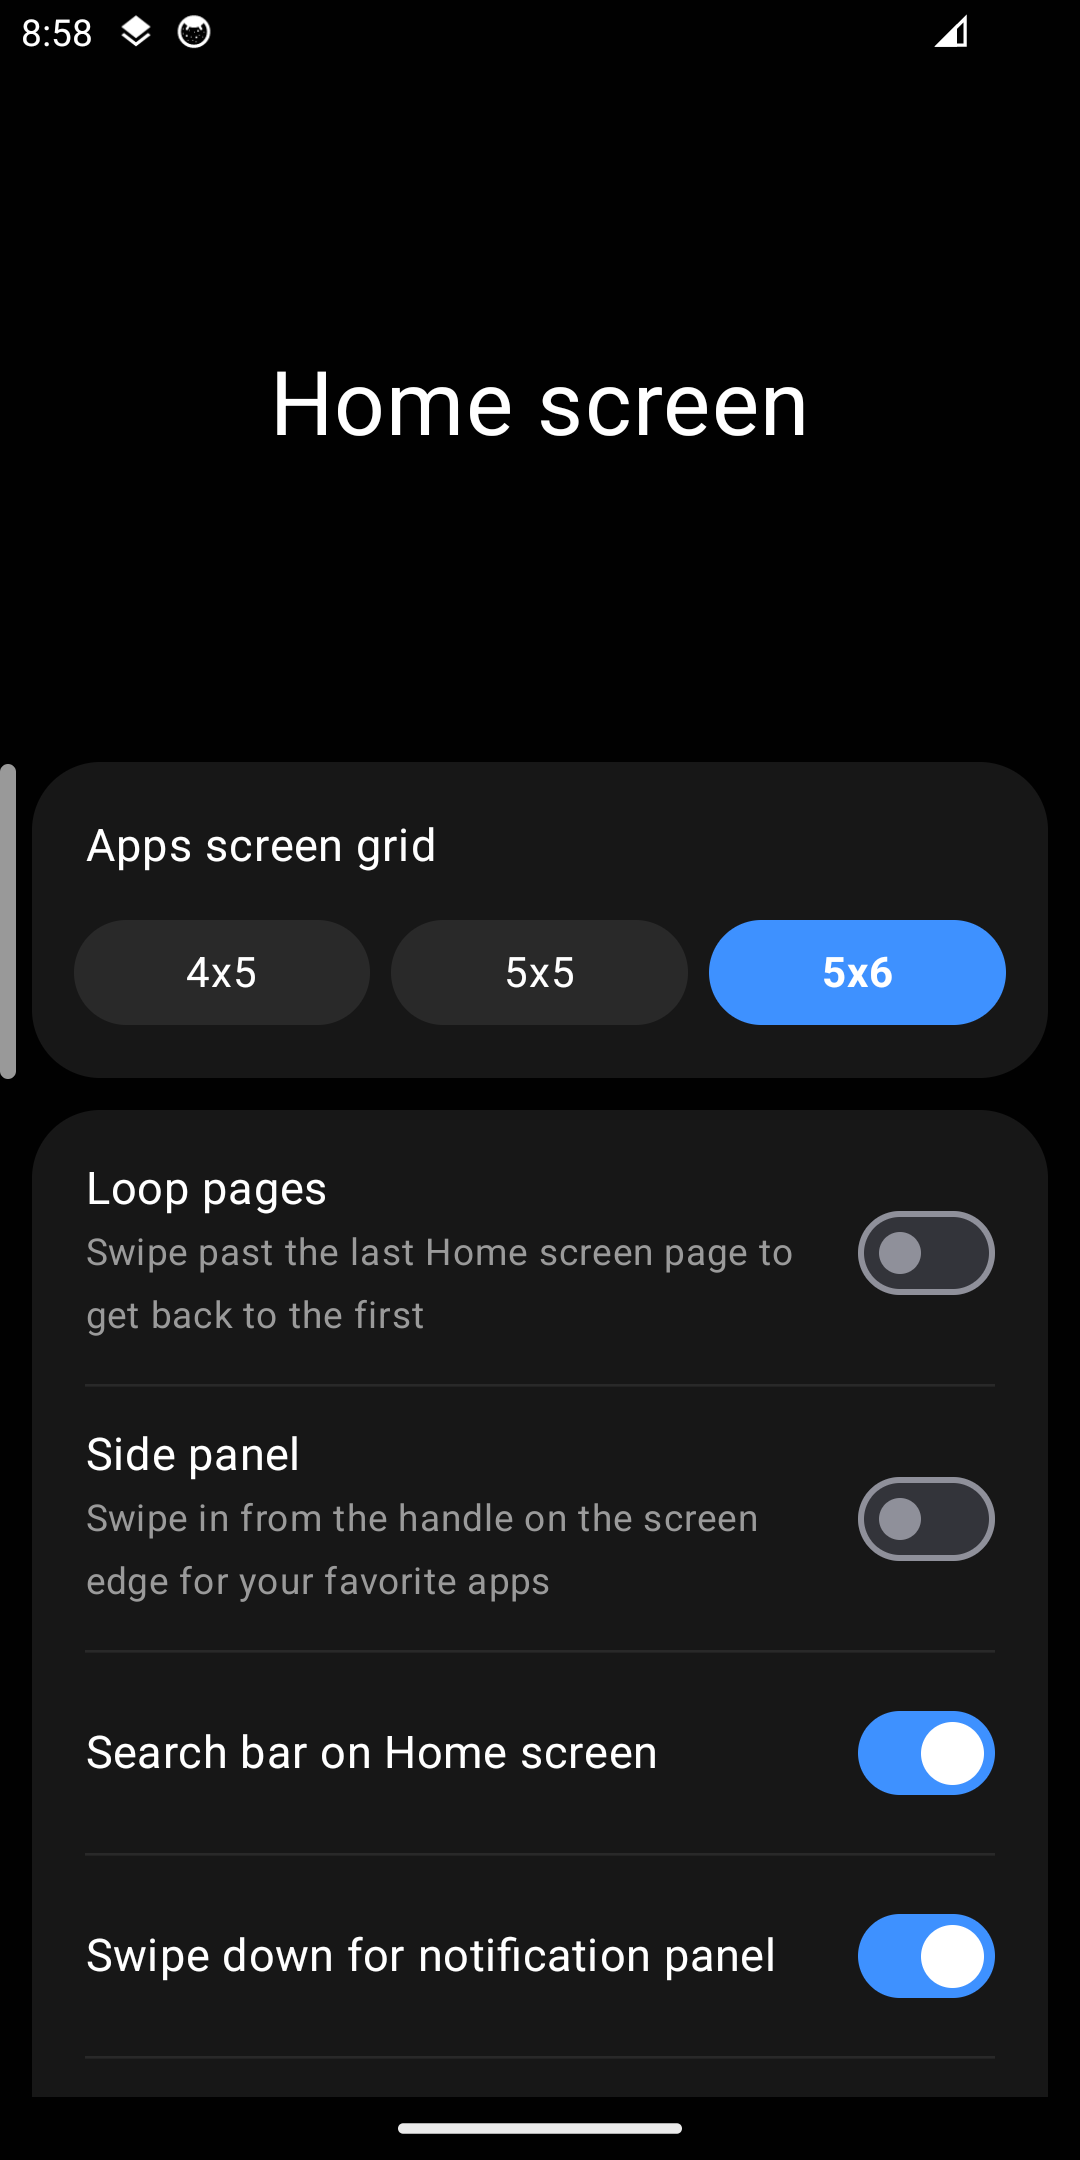 8:58
Home screen
Apps screen grid
4x5
5x5
5x6
Loop pages
Swipe past the last Home screen page to
get back to the first
Side panel
Swipe in from the handle on the screen
edge for your favorite apps
Search bar on Home screen
Swipe down for notification panel